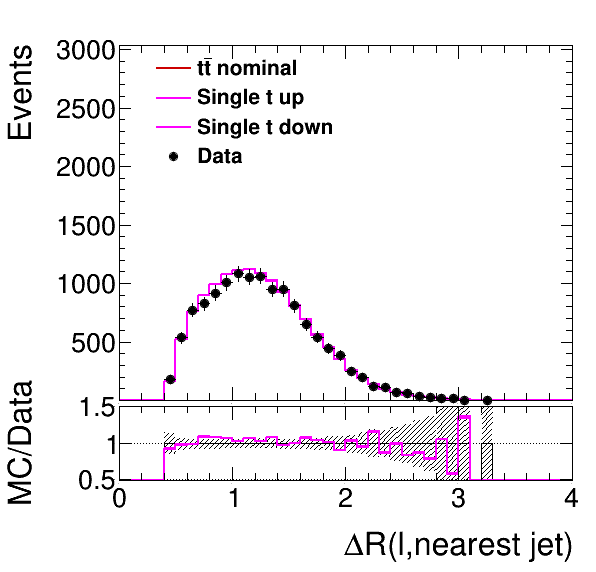 Events
3000
2500
2000
1500
1000
500
tt̄ nominal
Single t up
Single t down
Data
MC/Data
1.5
1
0.5
0 1 2 3 4
ΔR(l,nearest jet)